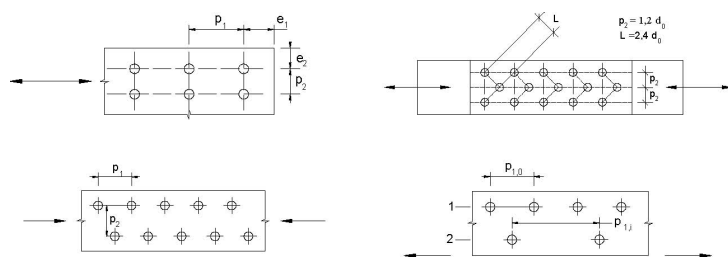 p₁
e₁
e₂
p₂
L
p₂ = 1,2 d₀
L =2,4 d₀
p₂
p₂
p₁
p₂
p₁,₀
1
p₁,ᵢ
2